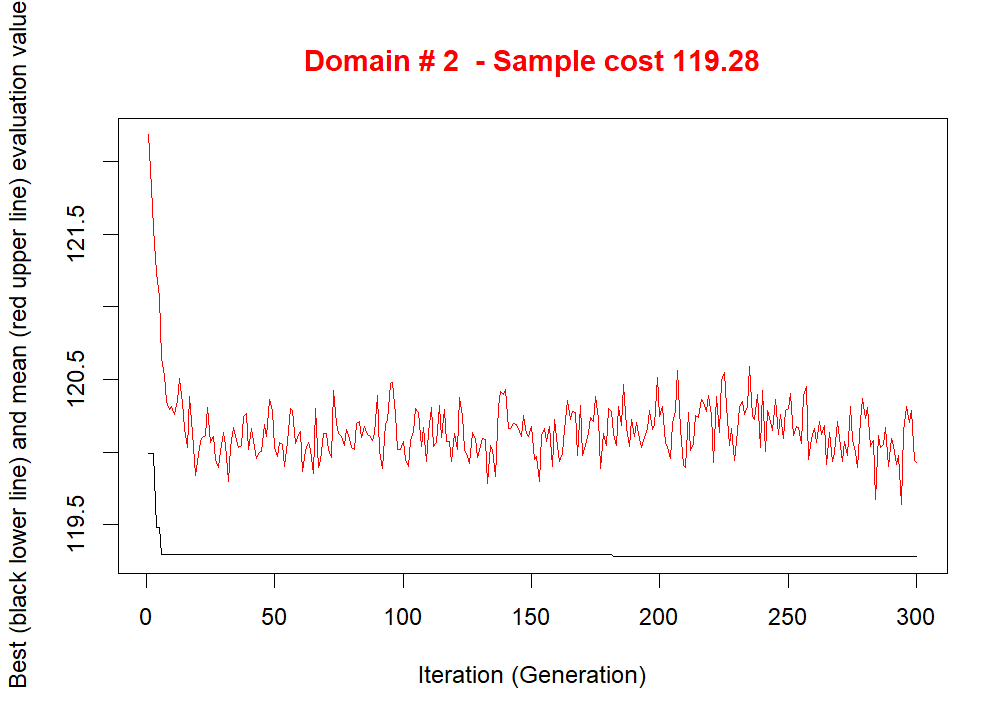 Domain # 2  - Sample cost 119.28
Best (black lower line) and mean (red upper line) evaluation value
121.5
120.5
119.5
0 50 100 150 200 250 300
Iteration (Generation)